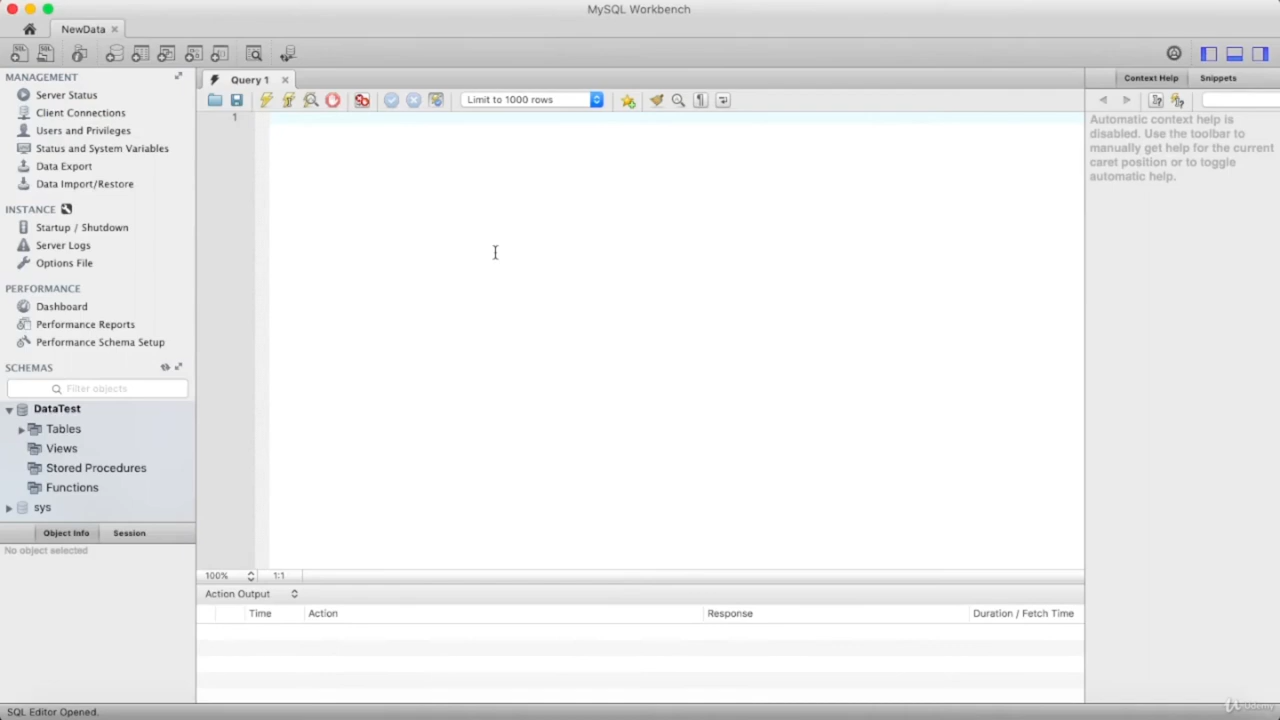 MySQL Workbench
NewData
Query 1
Limit to 1000 rows
1
MANAGEMENT
Server Status
Client Connections
Users and Privileges
Status and System Variables
Data Export
Data Import/Restore
INSTANCE
Startup / Shutdown
Server Logs
Options File
PERFORMANCE
Dashboard
Performance Reports
Performance Schema Setup
SCHEMAS
Filter objects
DataTest
Tables
Views
Stored Procedures
Functions
sys
Object Info Session
No object selected
Context Help Snippets
Automatic context help is
disabled. Use the toolbar to
manually get help for the current
caret position or to toggle
automatic help.
100% 1:1
Action Output
Time Action Response Duration / Fetch Time
SQL Editor Opened.
Udemy